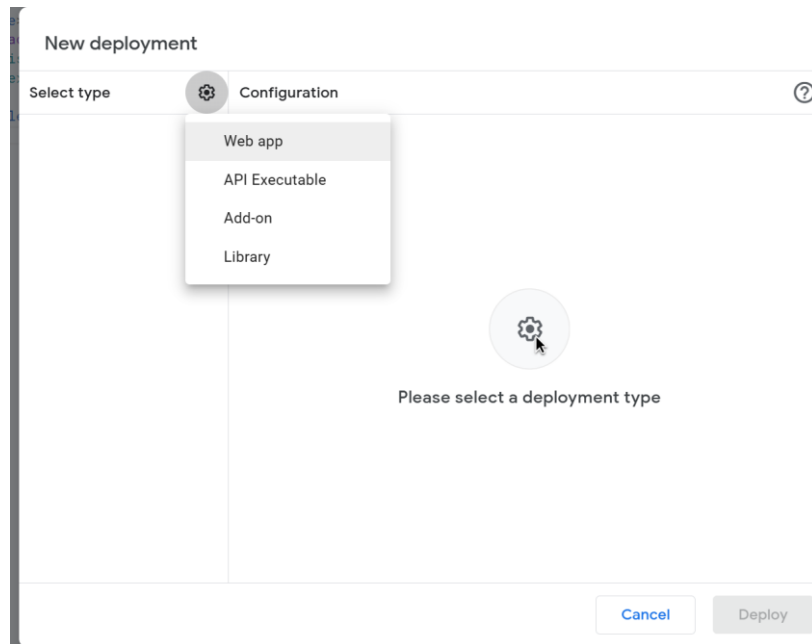 New deployment
Select type
Configuration
Web app
API Executable
Add-on
Library
Please select a deployment type
Cancel
Deploy